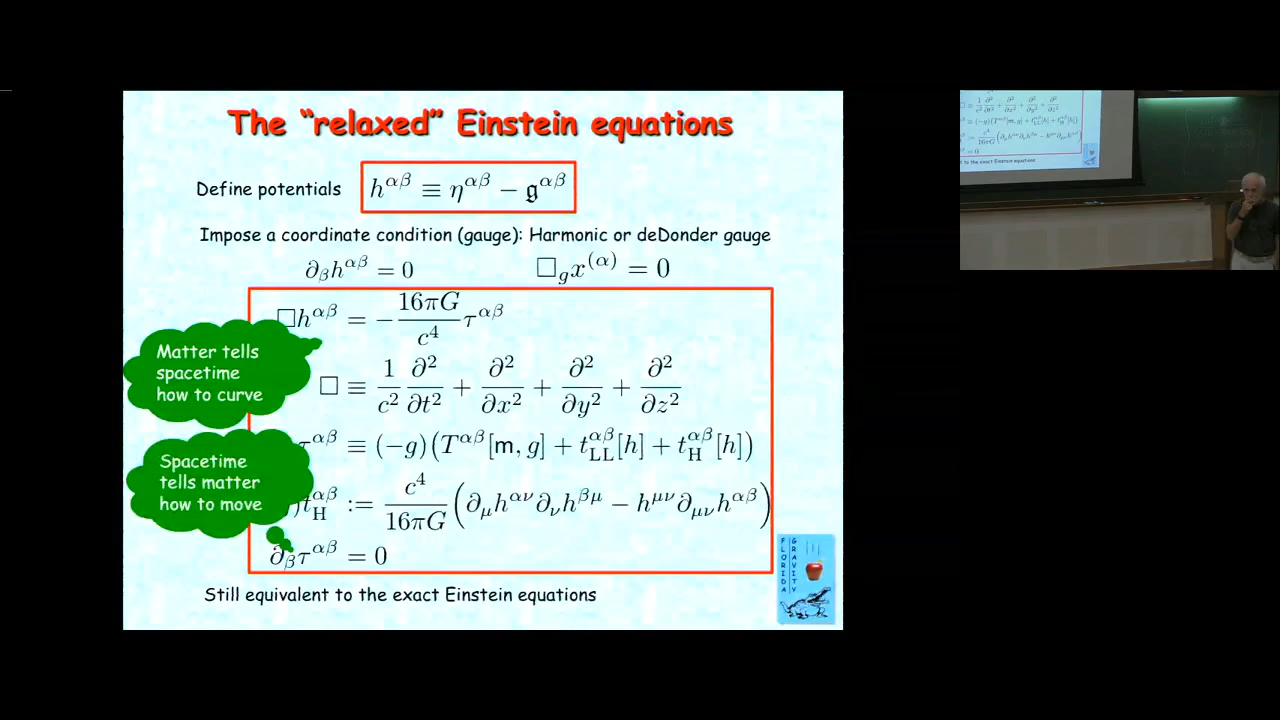 The “relaxed” Einstein equations
Define potentials h^{αβ} ≡ η^{αβ} − 𝔤^{αβ}
Impose a coordinate condition (gauge): Harmonic or deDonder gauge
∂_β h^{αβ} = 0 □_g x^{(α)} = 0
□h^{αβ} = − 16πG/c⁴ τ^{αβ}
Matter tells
spacetime
how to curve
□ ≡ 1/c² ∂²/∂t² + ∂²/∂x² + ∂²/∂y² + ∂²/∂z²
τ^{αβ} ≡ (−g)(T^{αβ}[m, g] + t_{LL}^{αβ}[h] + t_H^{αβ}[h])
Spacetime
tells matter
how to move
)t_H^{αβ} := c⁴/16πG (∂_μ h^{αν} ∂_ν h^{βμ} − h^{μν} ∂_{μν} h^{αβ})
∂_β τ^{αβ} = 0
Still equivalent to the exact Einstein equations
FLORIDA
GRAVITY